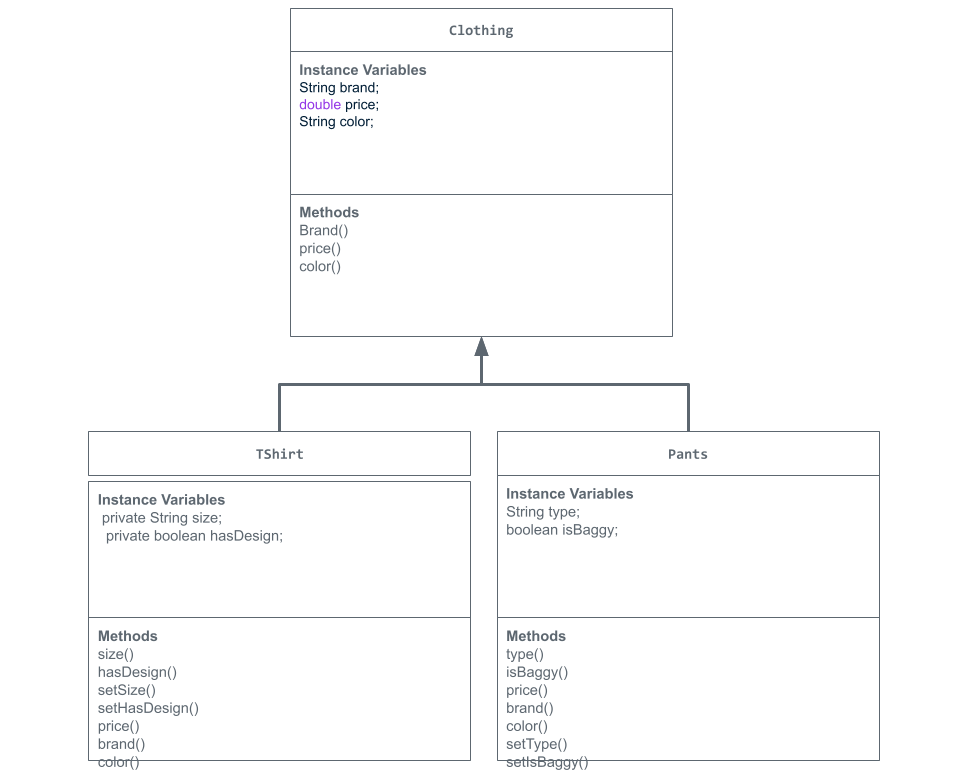 Clothing
Instance Variables
String brand;
double price;
String color;
Methods
Brand()
price()
color()
TShirt
Instance Variables
private String size;
private boolean hasDesign;
Methods
size()
hasDesign()
setSize()
setHasDesign()
price()
brand()
color()
Pants
Instance Variables
String type;
boolean isBaggy;
Methods
type()
isBaggy()
price()
brand()
color()
setType()
setIsBaggy()